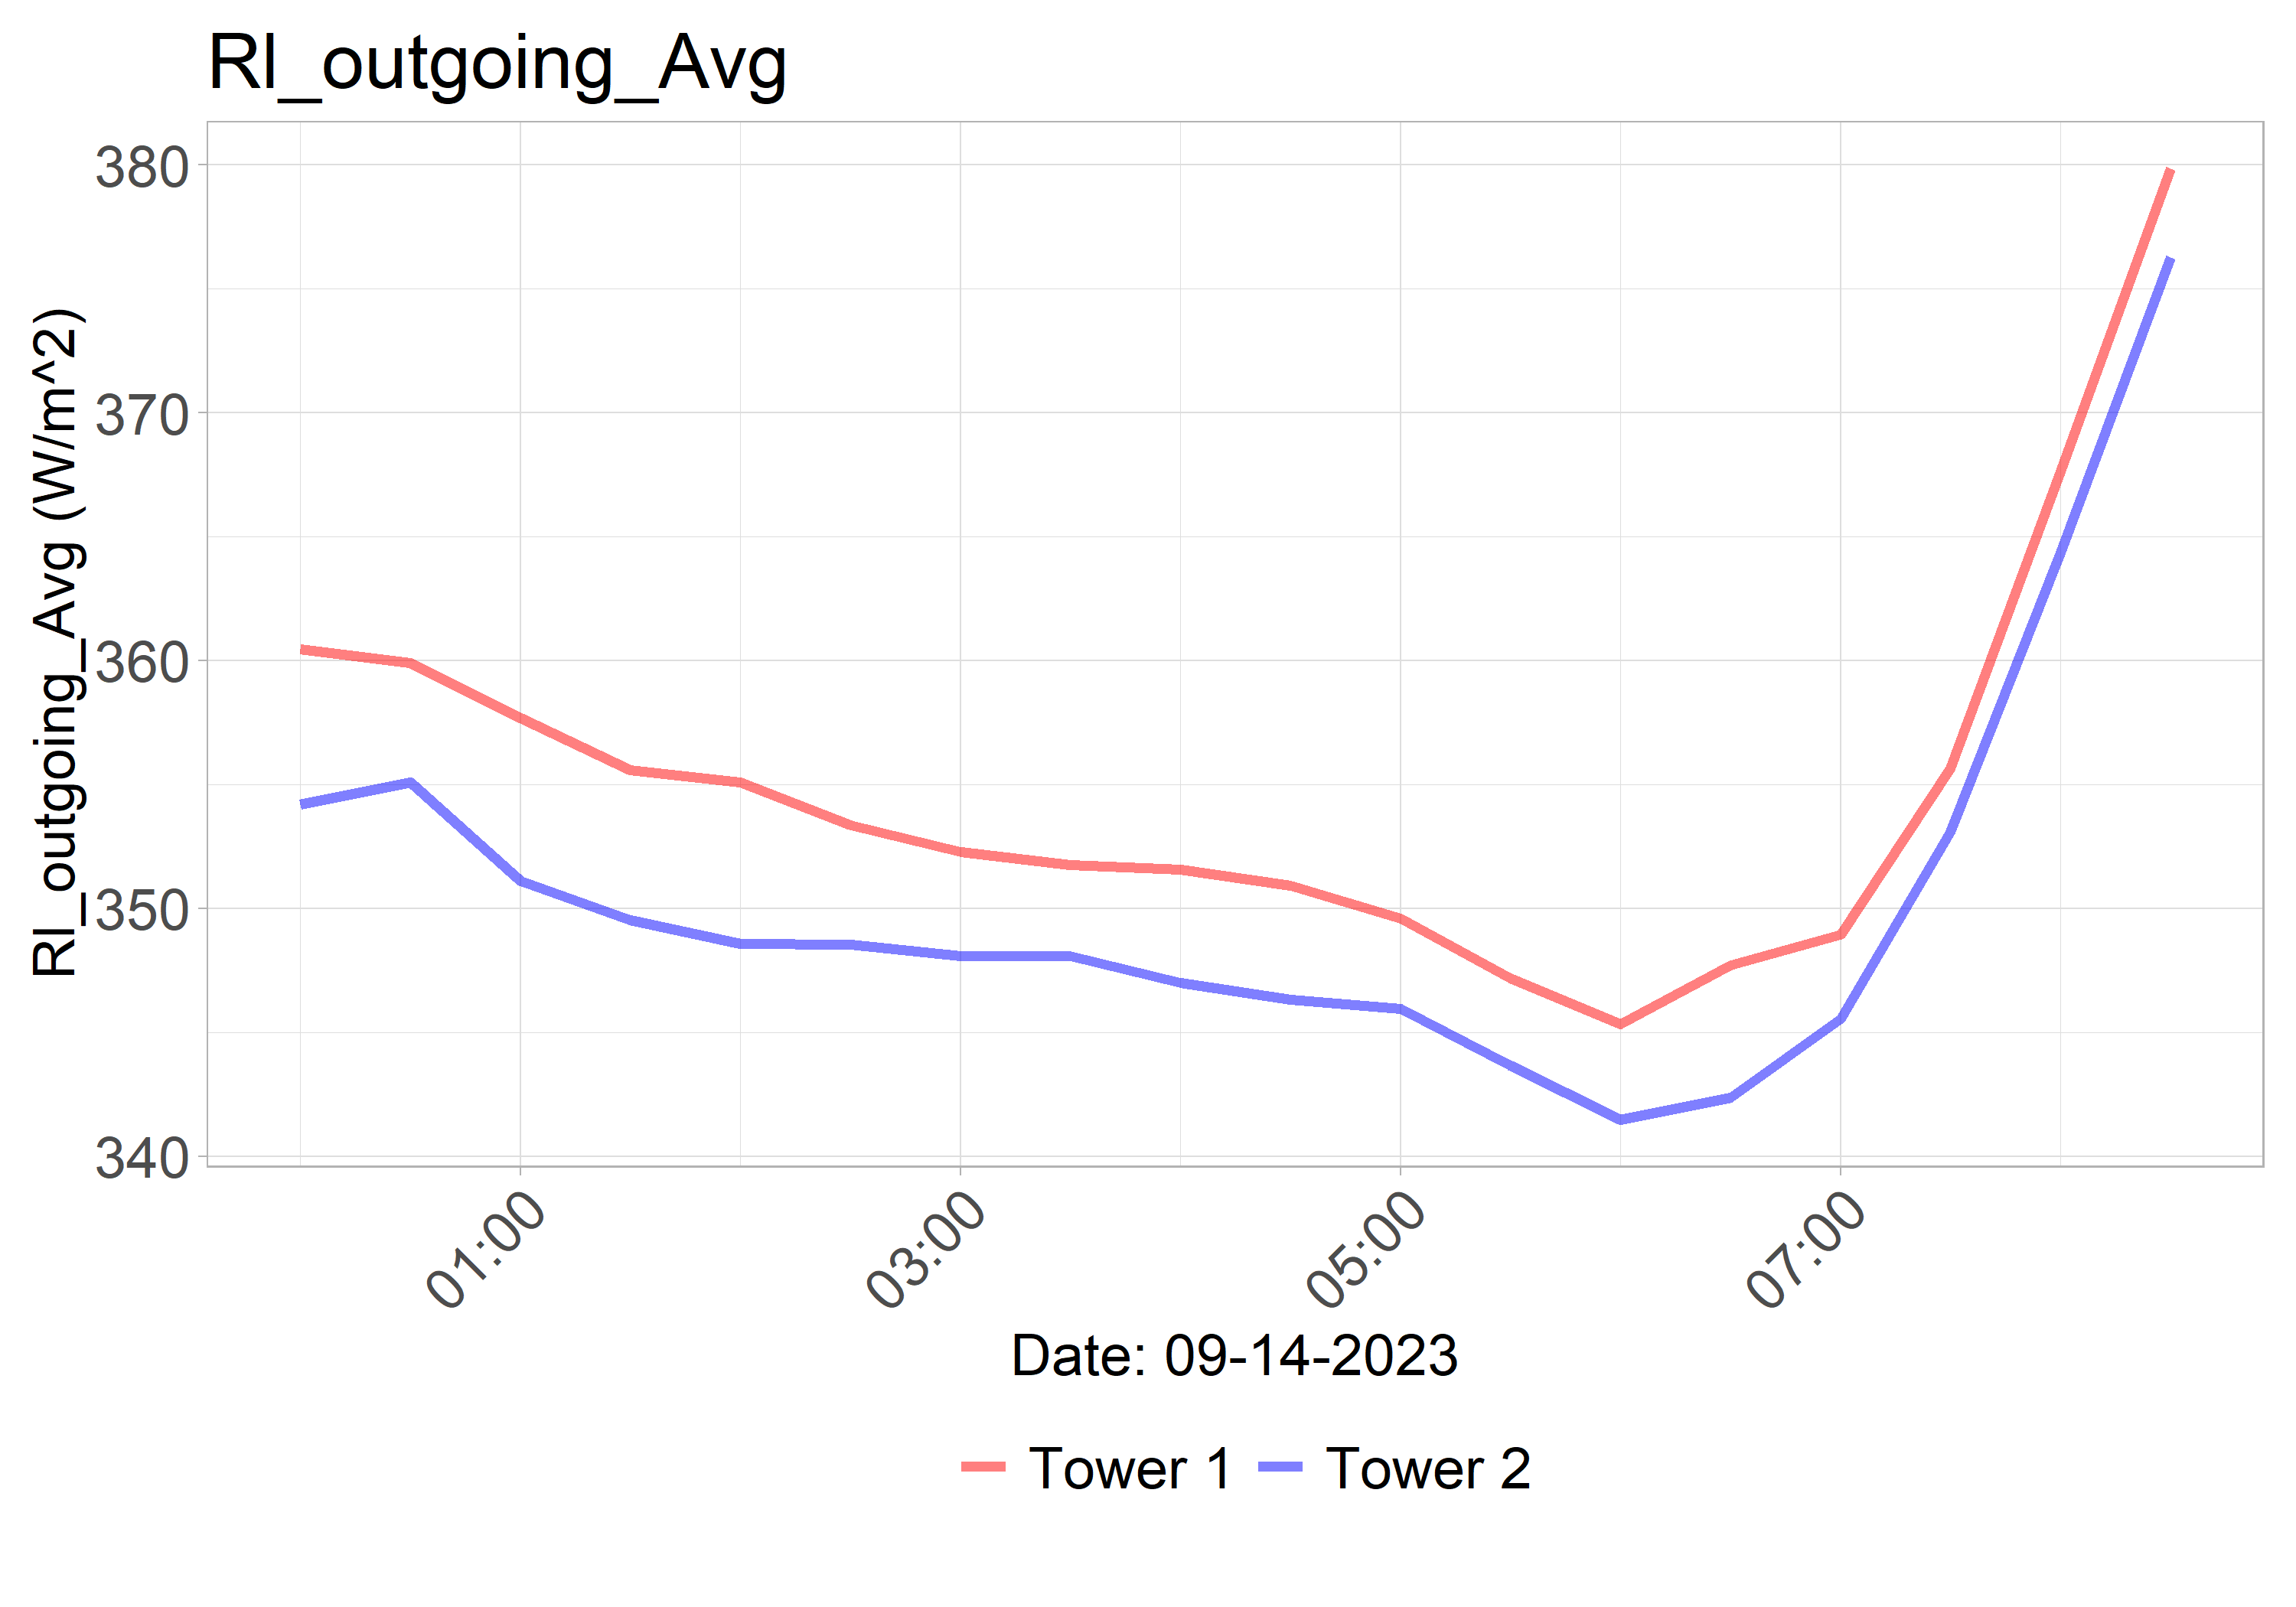 Rl_outgoing_Avg
Rl_outgoing_Avg (W/m^2)
380
370
360
350
340
01:00
03:00
05:00
07:00
Date: 09-14-2023
Tower 1
Tower 2